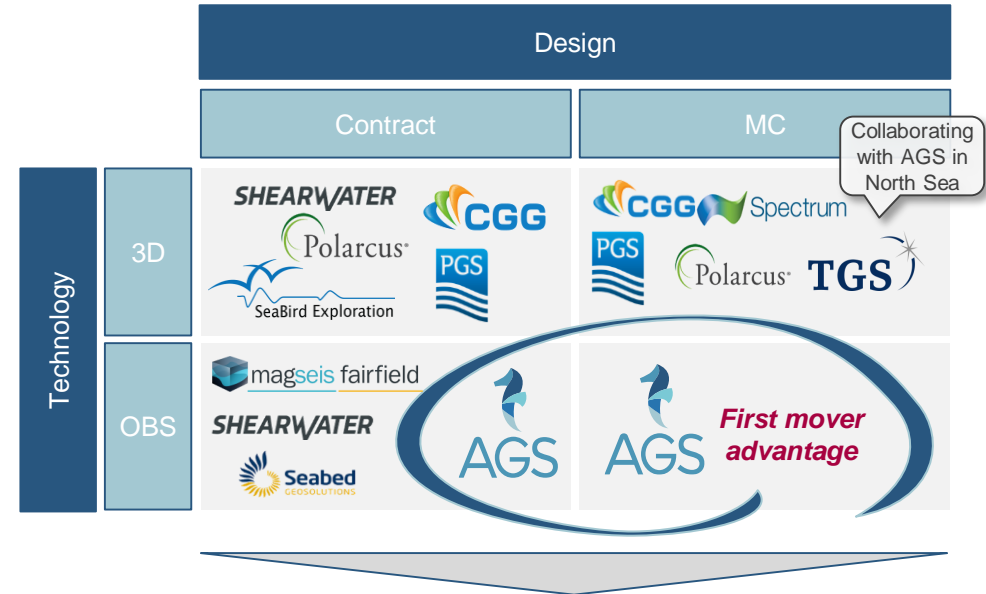 Design
Contract
MC
Collaborating
with AGS in
North Sea
Technology
3D
SHEARWATER
CGG
Polarcus
PGS
SeaBird Exploration
CGG
Spectrum
PGS
Polarcus
TGS
OBS
magseis fairfield
SHEARWATER
Seabed
GEOSOLUTIONS
AGS
AGS
First mover
advantage